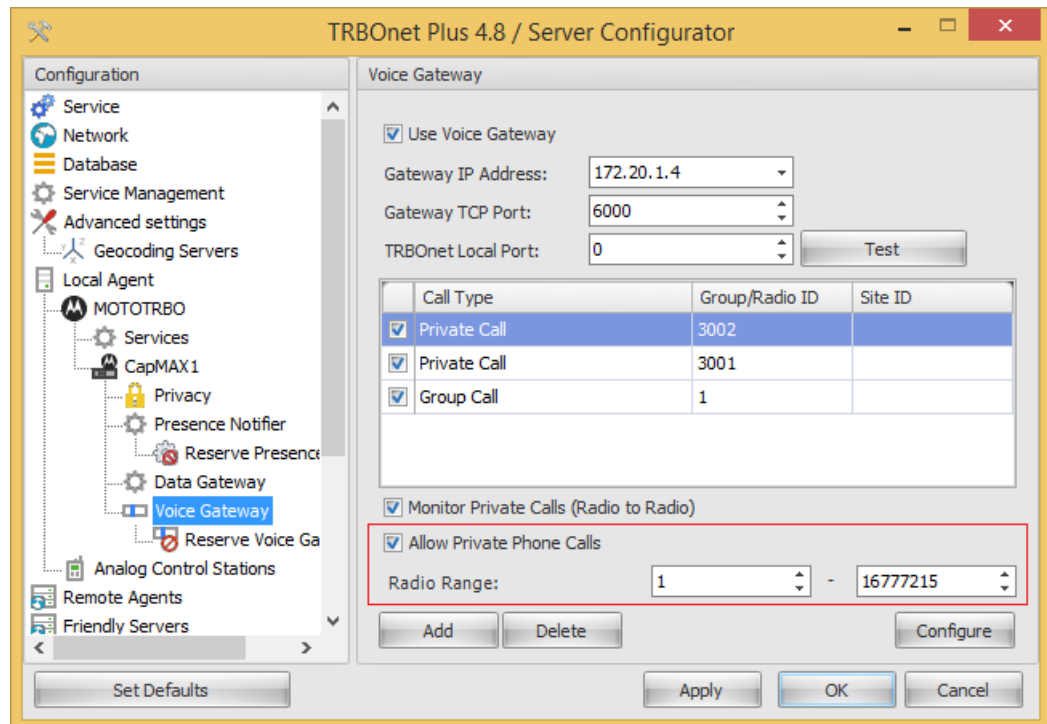 TRBOnet Plus 4.8 / Server Configurator
Configuration
Service
Network
Database
Service Management
Advanced settings
Geocoding Servers
Local Agent
MOTOTRBO
Services
CapMAX1
Privacy
Presence Notifier
Reserve Presence
Data Gateway
Voice Gateway
Reserve Voice Ga
Analog Control Stations
Remote Agents
Friendly Servers
Voice Gateway
Use Voice Gateway
Gateway IP Address: 172.20.1.4
Gateway TCP Port: 6000
TRBOnet Local Port: 0 Test
Call Type Group/Radio ID Site ID
Private Call 3002
Private Call 3001
Group Call 1
Monitor Private Calls (Radio to Radio)
Allow Private Phone Calls
Radio Range: 1 - 16777215
Add Delete Configure
Set Defaults Apply OK Cancel